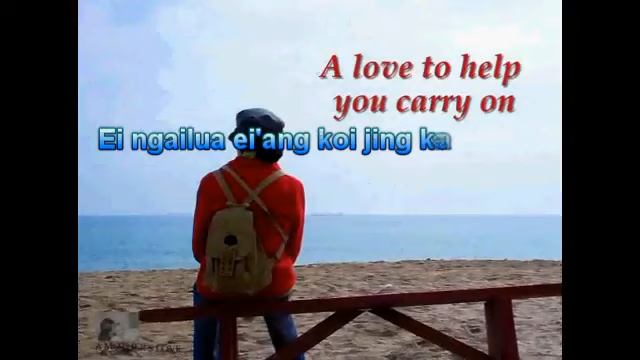 A love to help
you carry on
Ei ngailua ei'ang koi jing ka